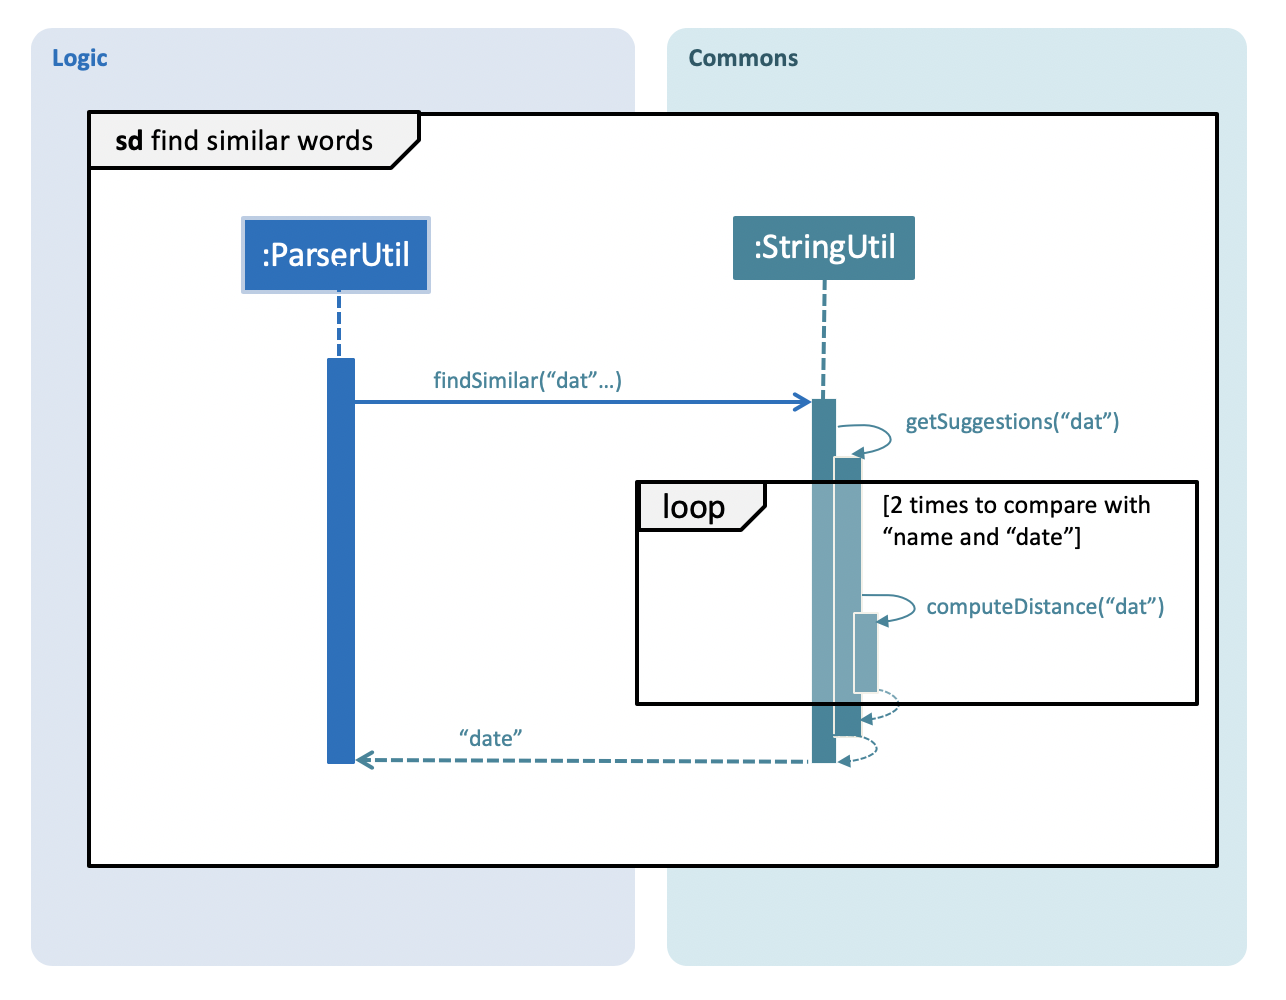 Logic
Commons
sd find similar words
:ParserUtil
:StringUtil
findSimilar(“dat”...)
getSuggestions(“dat”)
loop
[2 times to compare with
“name and “date”]
computeDistance(“dat”)
“date”